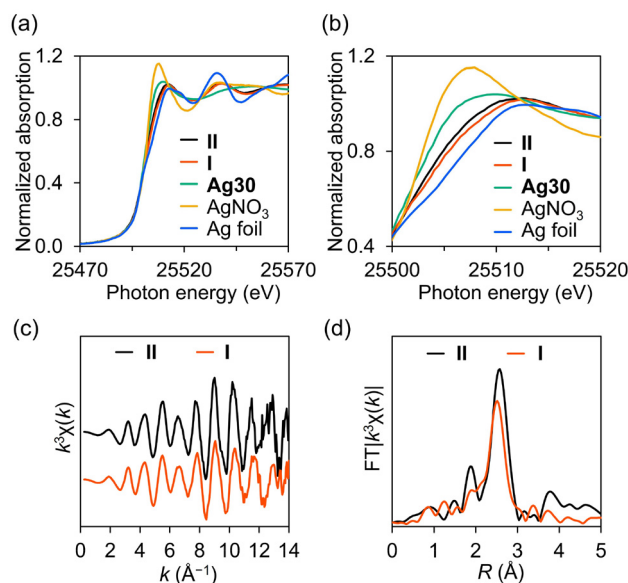 (a)
Normalized absorption
1.2
0.8
0.4
0.0
II
I
Ag30
AgNO₃
Ag foil
25470
25520
25570
Photon energy (eV)
(b)
Normalized absorption
1.2
0.8
0.4
II
I
Ag30
AgNO₃
Ag foil
25500
25510
25520
Photon energy (eV)
(c)
II
I
k³χ(k)
0 2 4 6 8 10 12 14
k (Å⁻¹)
(d)
II
I
FT|k³χ(k)|
0 1 2 3 4 5
R (Å)